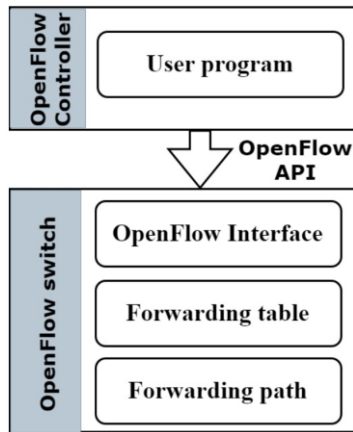 OpenFlow
Controller
User program
OpenFlow
API
OpenFlow switch
OpenFlow Interface
Forwarding table
Forwarding path